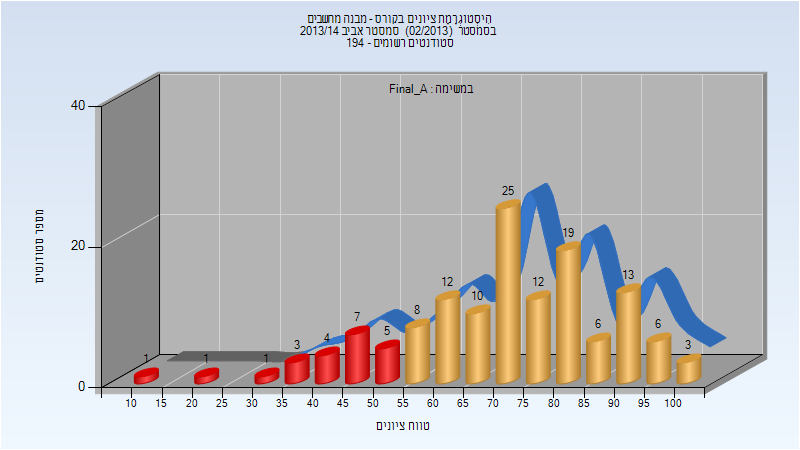 היסטוגרמת ציונים בקורס - מבנה מחשבים
בסמסטר (02/2013) סמסטר אביב 2013/14
סטודנטים רשומים - 194
במשימה : Final_A
מספר סטודנטים
40
20
0
1
1
1
3
4
7
5
8
12
10
25
12
19
6
13
6
3
10 15 20 25 30 35 40 45 50 55 60 65 70 75 80 85 90 95 100
טווח ציונים